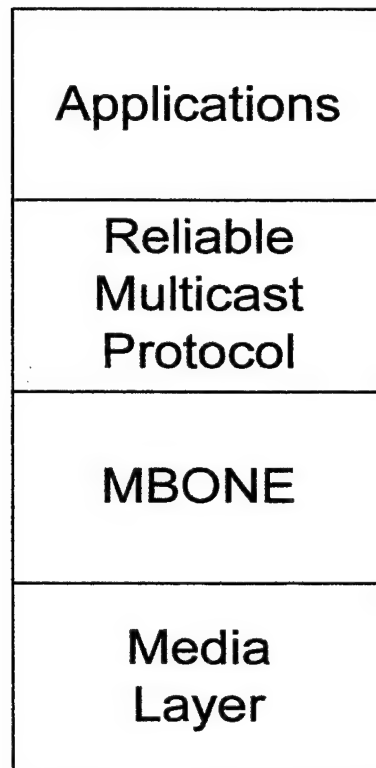 Applications
Reliable
Multicast
Protocol
MBONE
Media
Layer